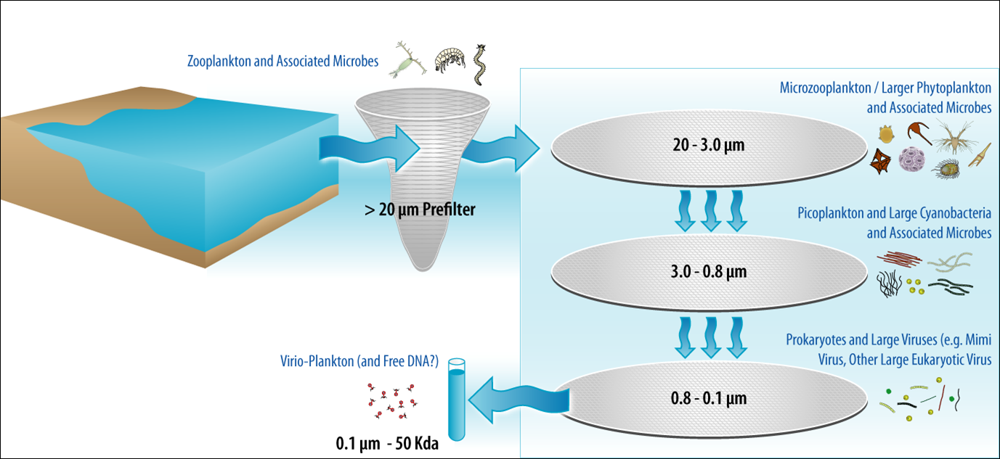 Zooplankton and Associated Microbes
> 20 µm Prefilter
Microzooplankton / Larger Phytoplankton
and Associated Microbes
20 - 3.0 µm
Picoplankton and Large Cyanobacteria
and Associated Microbes
3.0 - 0.8 µm
Prokaryotes and Large Viruses (e.g. Mimi
Virus, Other Large Eukaryotic Virus
0.8 - 0.1 µm
Virio-Plankton (and Free DNA?)
0.1 µm - 50 Kda